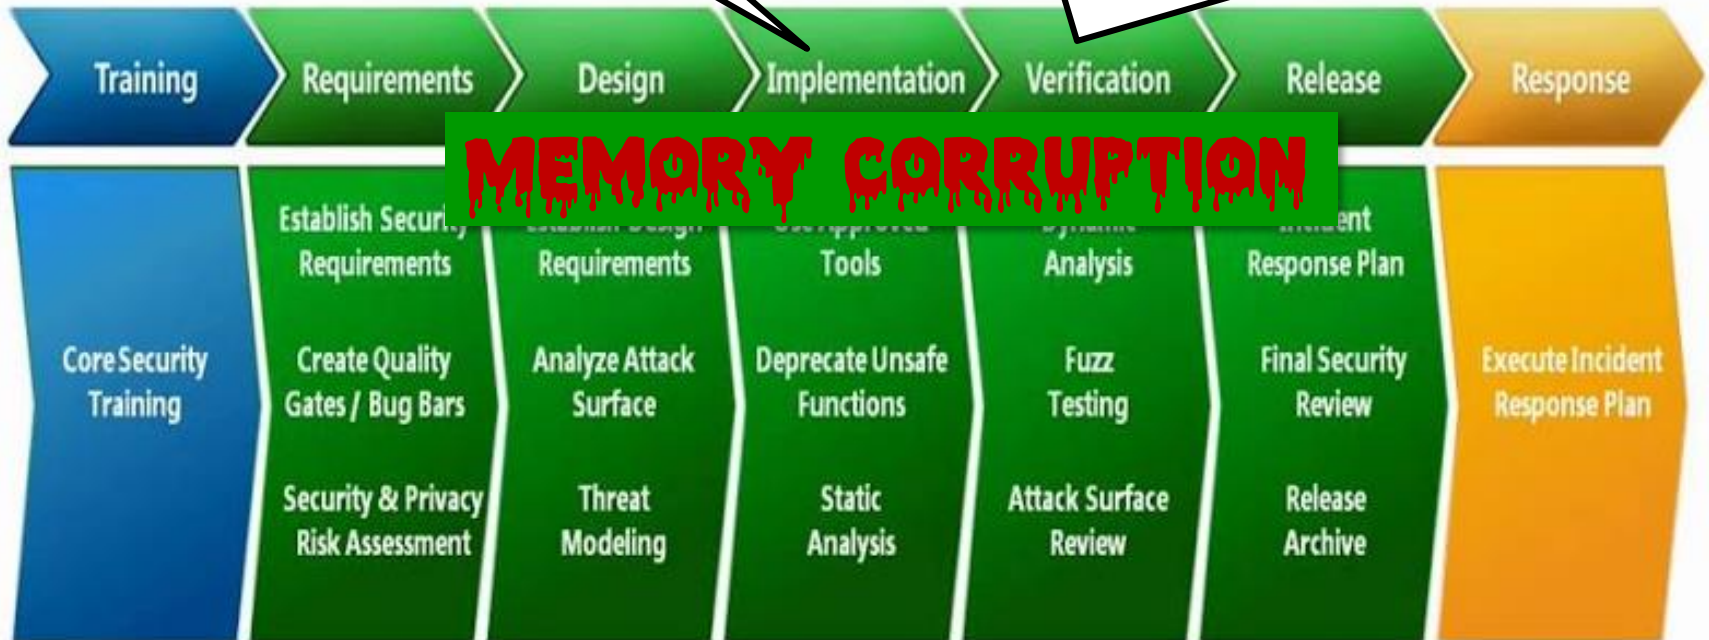 Training
Requirements
Design
Implementation
Verification
Release
Response
MEMORY CORRUPTION
Core Security
Training
Establish
Requirements
Create Quality
Gates / Bug Bars
Security & Privacy
Risk Assessment
Requirements
Analyze Attack
Surface
Threat
Modeling
Tools
Deprecate Unsafe
Functions
Static
Analysis
Analysis
Fuzz
Testing
Attack Surface
Review
Response Plan
Final Security
Review
Release
Archive
Execute Incident
Response Plan